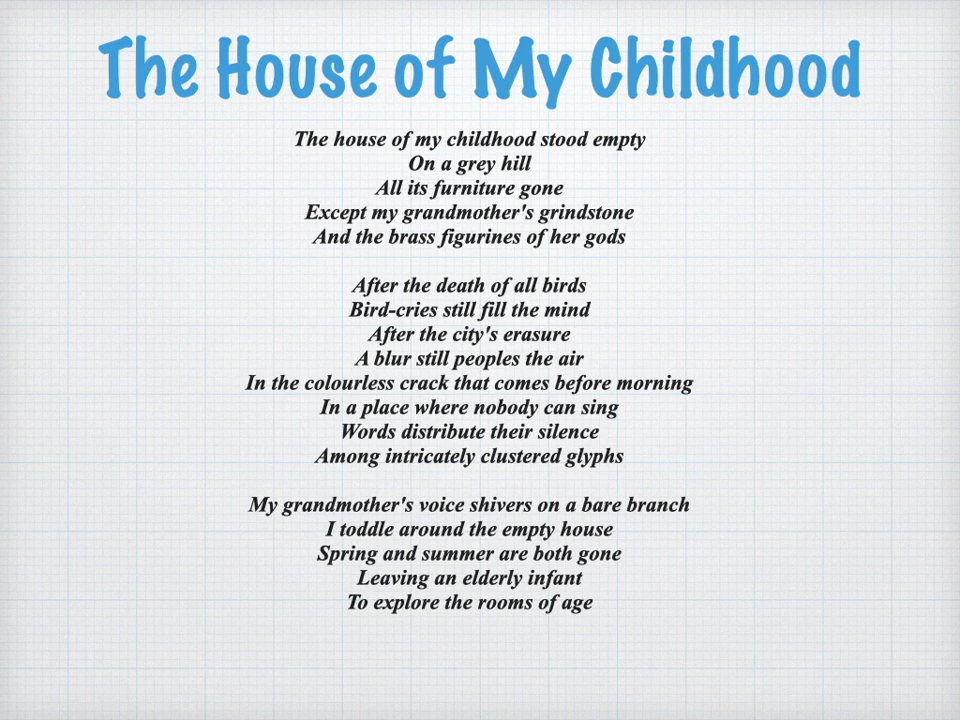 The House of My Childhood
The house of my childhood stood empty
On a grey hill
All its furniture gone
Except my grandmother's grindstone
And the brass figurines of her gods
After the death of all birds
Bird-cries still fill the mind
After the city's erasure
A blur still peoples the air
In the colourless crack that comes before morning
In a place where nobody can sing
Words distribute their silence
Among intricately clustered glyphs
My grandmother's voice shivers on a bare branch
I toddle around the empty house
Spring and summer are both gone
Leaving an elderly infant
To explore the rooms of age